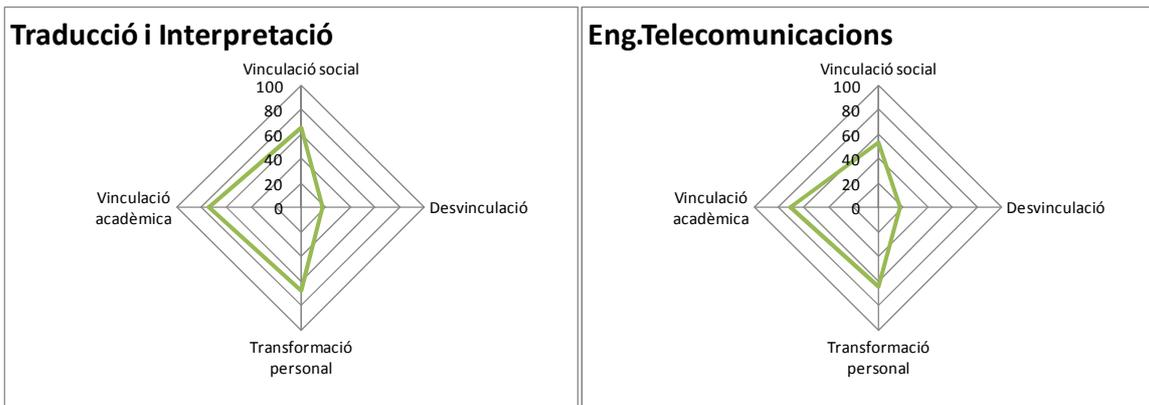 Traducció i Interpretació
Vinculació social
100
80
60
40
20
0
Vinculació
acadèmica
Desvinculació
Transformació
personal
Eng.Telecomunicacions
Vinculació social
100
80
60
40
20
0
Vinculació
acadèmica
Desvinculació
Transformació
personal